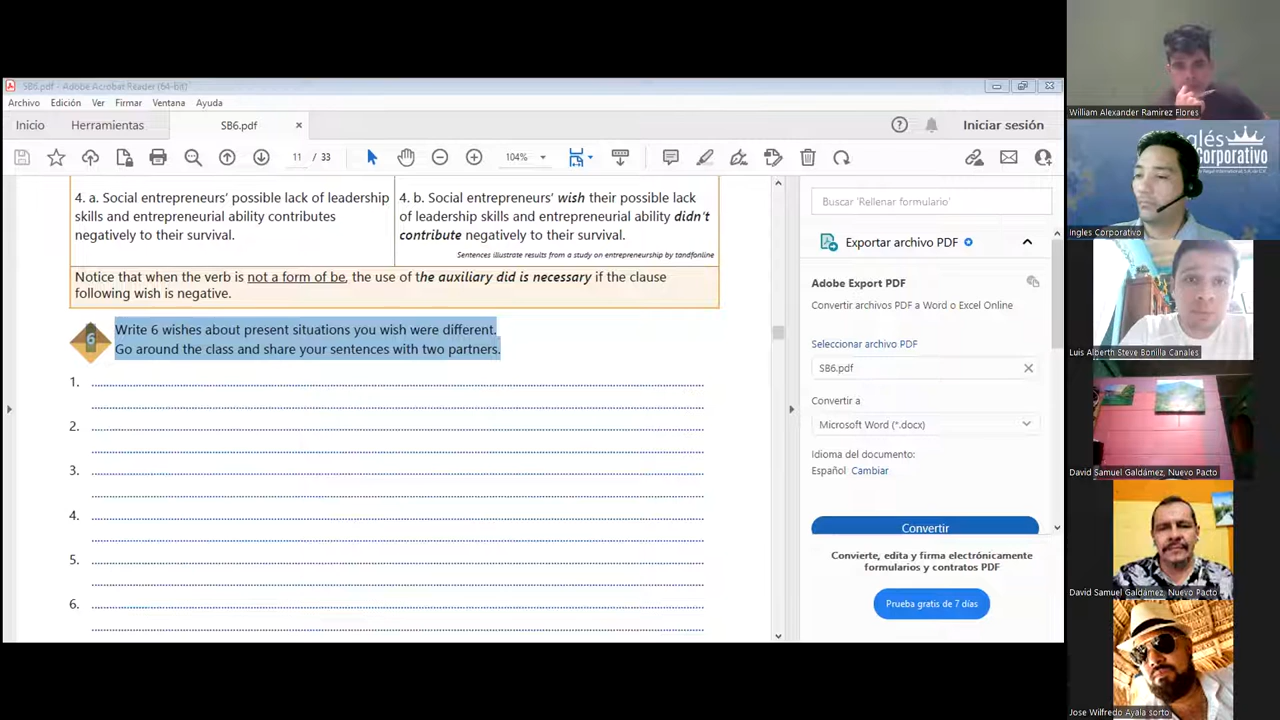 SB6.pdf - Adobe Acrobat Reader (64-bit)
Archivo Edición Ver Firmar Ventana Ayuda
Inicio Herramientas SB6.pdf × Iniciar sesión
11 / 33 104%
4. a. Social entrepreneurs' possible lack of leadership
skills and entrepreneurial ability contributes
negatively to their survival.
4. b. Social entrepreneurs' wish their possible lack
of leadership skills and entrepreneurial ability didn't
contribute negatively to their survival.
Sentences illustrate results from a study on entrepreneurship by tandfonline
Notice that when the verb is not a form of be, the use of the auxiliary did is necessary if the clause
following wish is negative.
6
Write 6 wishes about present situations you wish were different.
Go around the class and share your sentences with two partners.
1.
2.
3.
4.
5.
6.
Buscar 'Rellenar formulario'
Exportar archivo PDF
Adobe Export PDF
Convertir archivos PDF a Word o Excel Online
Seleccionar archivo PDF
SB6.pdf
Convertir a
Microsoft Word (*.docx)
Idioma del documento:
Español Cambiar
Convertir
Convierte, edita y firma electrónicamente
formularios y contratos PDF
Prueba gratis de 7 días
William Alexander Ramirez Flores
Inglés
Corporativo
Ingles Corporativo
Luis Alberth Steve Bonilla Canales
David Samuel Galdámez, Nuevo Pacto
David Samuel Galdámez, Nuevo Pacto
Jose Wilfredo Ayala sorto